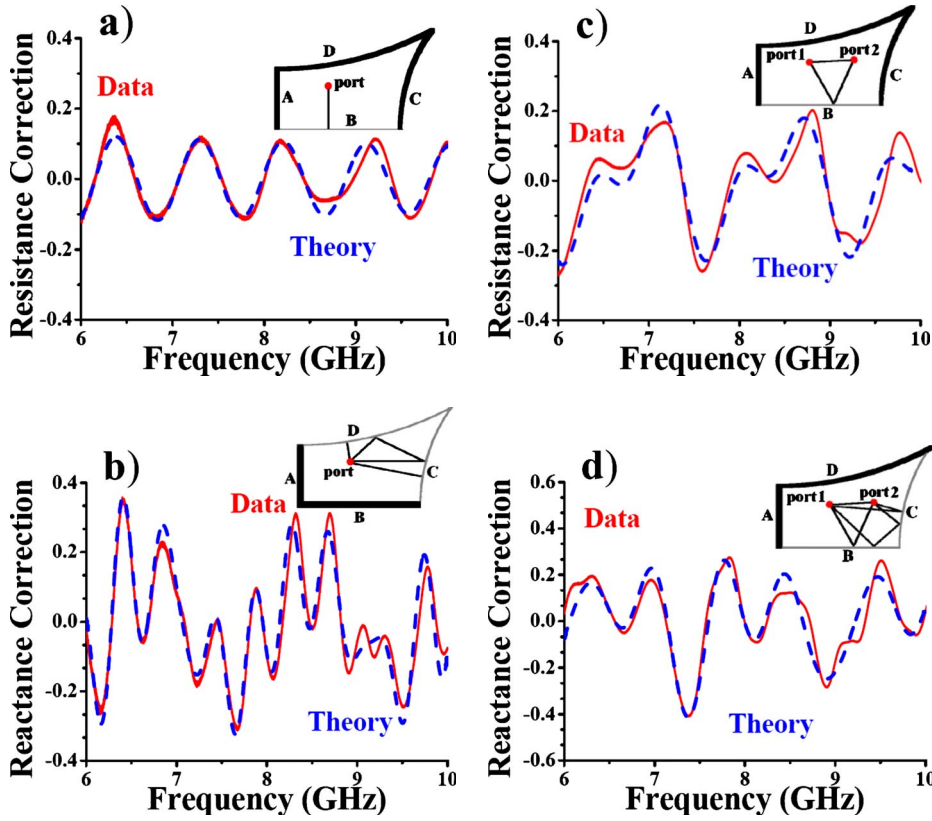 a)
Resistance Correction
0.4
0.2
0.0
-0.2
-0.4
Data
Theory
D
port
A
C
B
6 7 8 9 10
Frequency (GHz)
c)
Resistance Correction
0.4
0.2
0.0
-0.2
-0.4
Data
Theory
D
port1 port2
A
C
B
6 7 8 9 10
Frequency (GHz)
b)
Reactance Correction
0.4
0.2
0.0
-0.2
-0.4
Data
Theory
D
port
C
A
B
6 7 8 9 10
Frequency (GHz)
d)
Reactance Correction
0.6
0.4
0.2
0.0
-0.2
-0.4
-0.6
Data
Theory
D
port1 port2
A
C
B
6 7 8 9 10
Frequency (GHz)